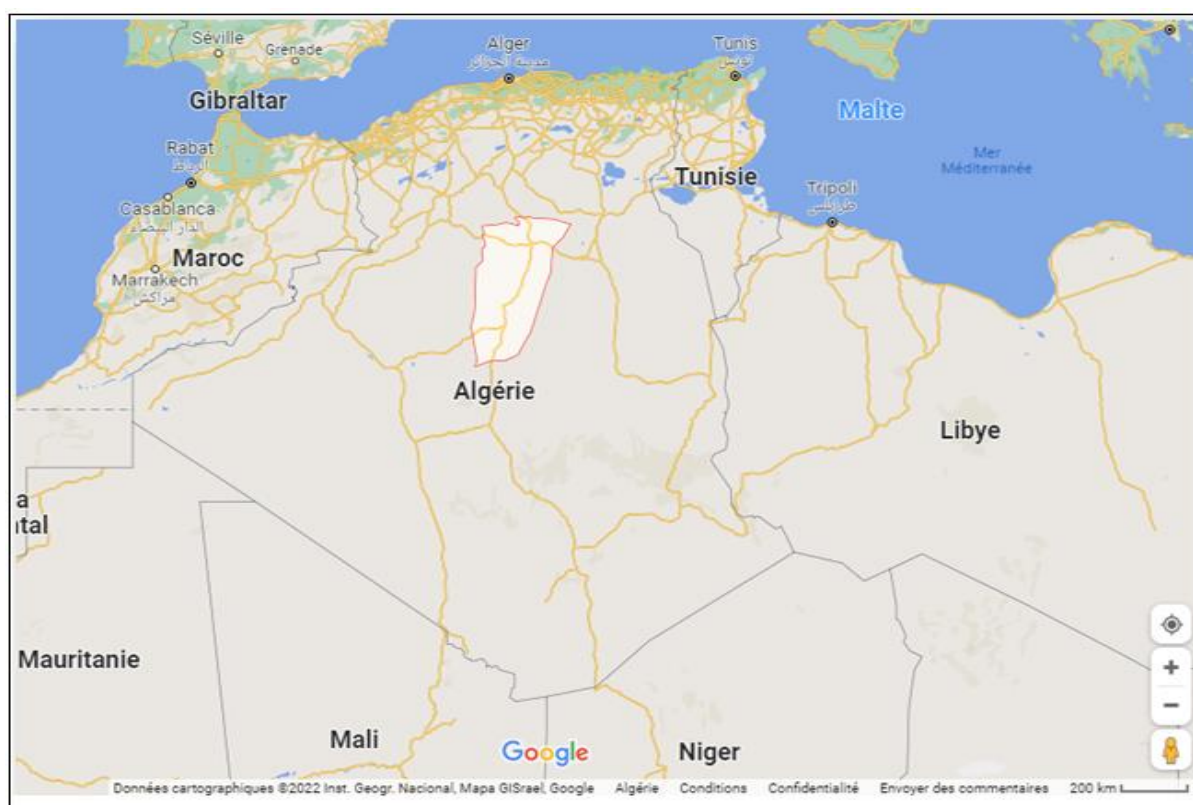 Séville
Grenade
Alger
مدينة الجزائر
Tunis
تونس
Gibraltar
Malte
Rabat
الرباط
Mer
Méditerranée
Tunisie
Tripoli
طرابلس
Casablanca
الدار البيضاء
Maroc
Marrakech
مراكش
Algérie
Libye
a
ntal
Mauritanie
Mali
Google
Niger
Données cartographiques ©2022 Inst. Geogr. Nacional, Mapa GISrael, Google Algérie Conditions Confidentialité Envoyer des commentaires 200 km